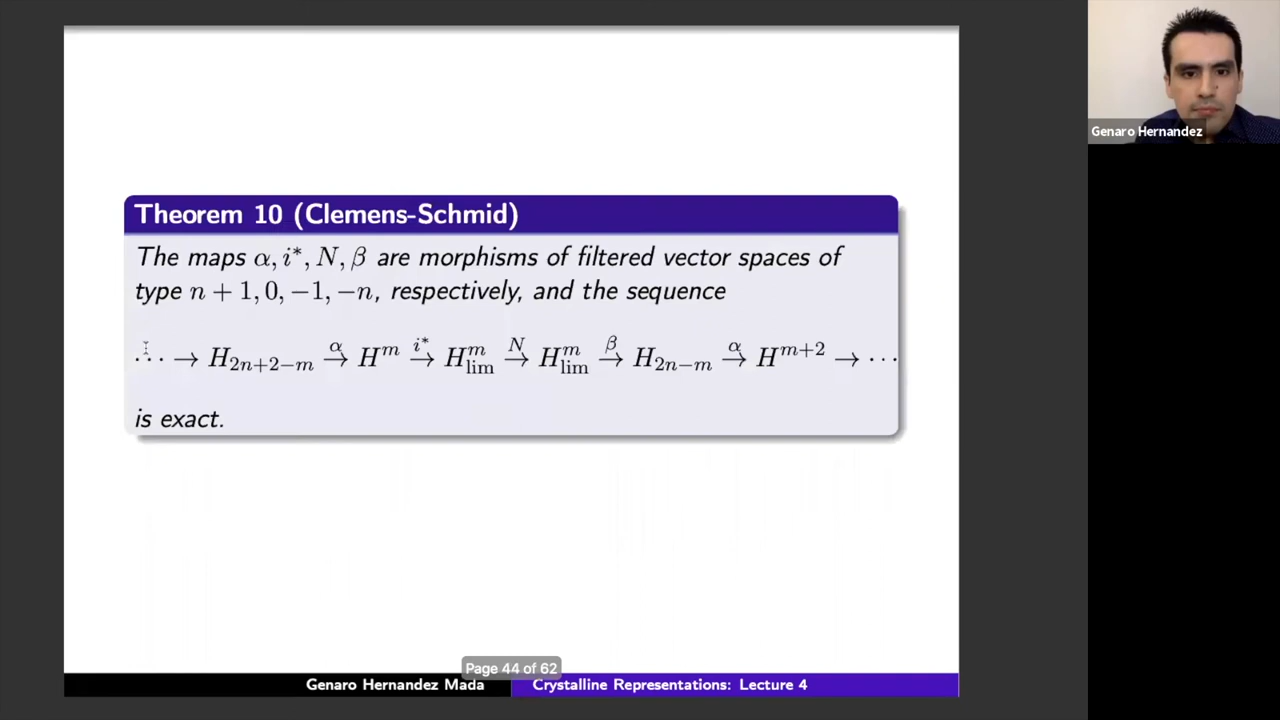 Theorem 10 (Clemens-Schmid)
The maps α, i*, N, β are morphisms of filtered vector spaces of
type n + 1, 0, −1, −n, respectively, and the sequence
⋯ → H_{2n+2−m} →^{α} H^m →^{i*} H^m_{lim} →^{N} H^m_{lim} →^{β} H_{2n−m} →^{α} H^{m+2} → ⋯
is exact.
Page 44 of 62
Genaro Hernandez Mada
Crystalline Representations: Lecture 4
Genaro Hernandez